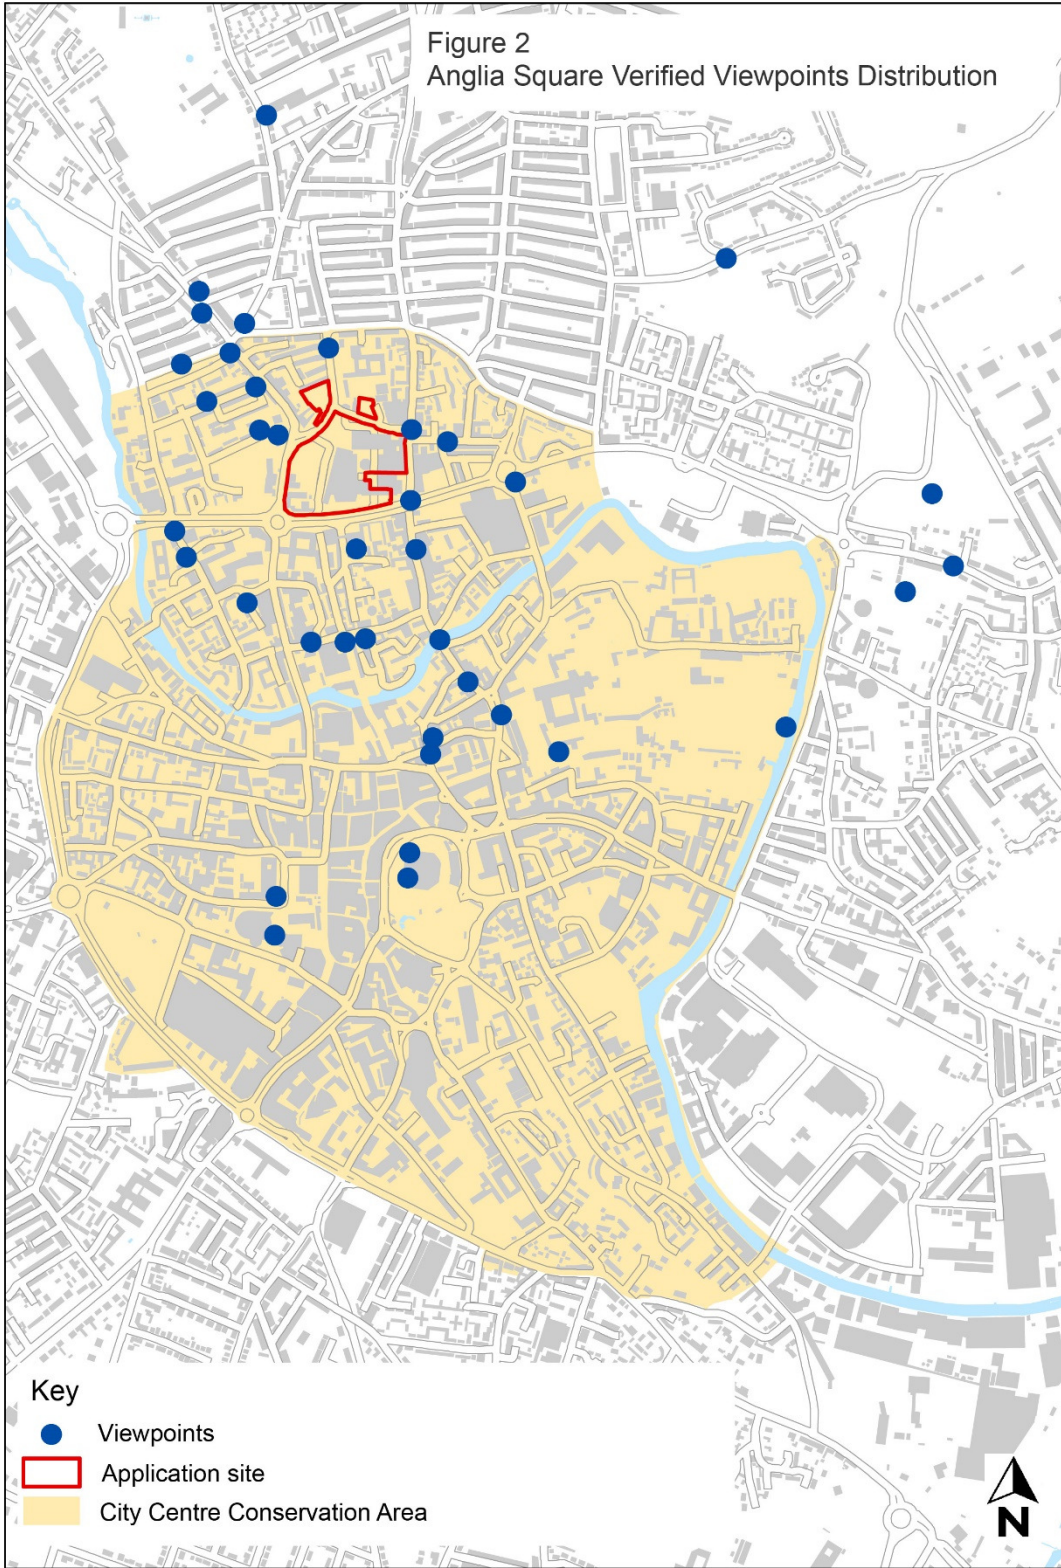 Figure 2
Anglia Square Verified Viewpoints Distribution
Key
Viewpoints
Application site
City Centre Conservation Area
N